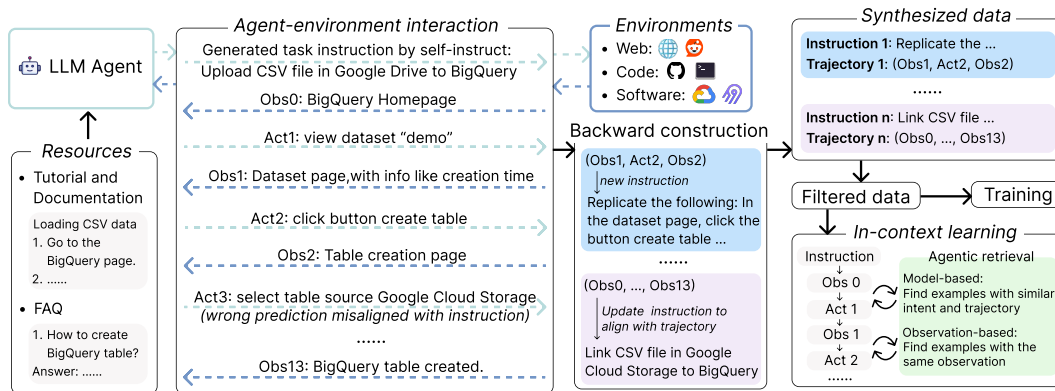 LLM Agent
Resources
• Tutorial and
Documentation
Loading CSV data
1. Go to the
BigQuery page.
2. ......
• FAQ
1. How to create
BigQuery table?
Answer: ......
Agent-environment interaction
Generated task instruction by self-instruct:
Upload CSV file in Google Drive to BigQuery
Obs0: BigQuery Homepage
Act1: view dataset “demo”
Obs1: Dataset page,with info like creation time
Act2: click button create table
Obs2: Table creation page
Act3: select table source Google Cloud Storage
(wrong prediction misaligned with instruction)
......
Obs13: BigQuery table created.
Environments
• Web:
• Code:
• Software:
Backward construction
(Obs1, Act2, Obs2)
new instruction
Replicate the following: In
the dataset page, click the
button create table ...
......
(Obs0, ..., Obs13)
Update instruction to
align with trajectory
Link CSV file in Google
Cloud Storage to BigQuery
Synthesized data
Instruction 1: Replicate the ...
Trajectory 1: (Obs1, Act2, Obs2)
......
Instruction n: Link CSV file ...
Trajectory n: (Obs0, ..., Obs13)
Filtered data
Training
In-context learning
Instruction
Obs 0
Act 1
Obs 1
Act 2
......
Agentic retrieval
Model-based:
Find examples with similar
intent and trajectory
Observation-based:
Find examples with the
same observation